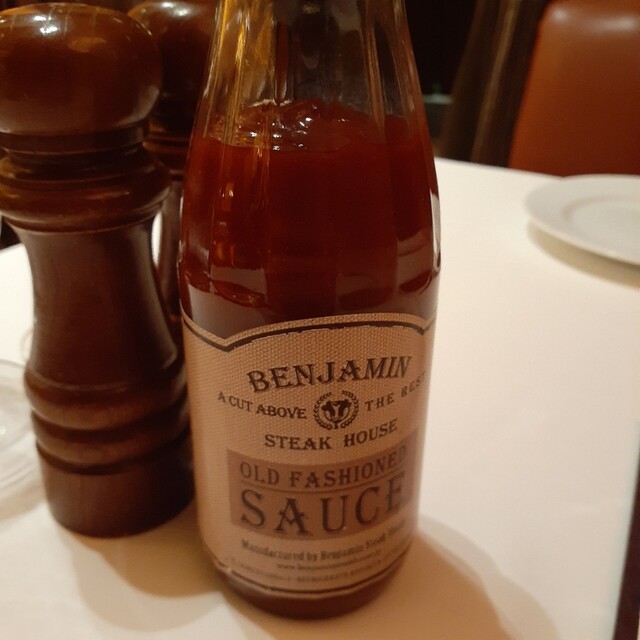 BENJAMIN
A CUT ABOVE THE REST
STEAK HOUSE
OLD FASHIONED
SAUCE
Manufactured by Benjamin Steak House